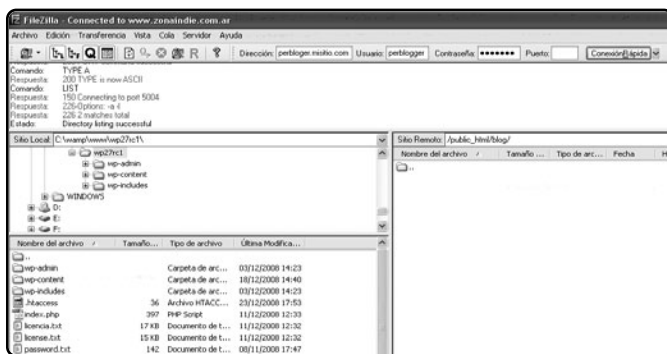 FileZilla - Connected to www.zonaindie.com.ar
Archivo Edición Transferencia Vista Cola Servidor Ayuda
Dirección: perbloger.misitio.com Usuario: perblogger Contraseña: ●●●●●●● Puerto: Conexión Rápida
Comando: TYPE A
Respuesta: 200 TYPE is now ASCII
Comando: LIST
Respuesta: 150 Connecting to port 5004
Respuesta: 226-Options: -a -l
Respuesta: 226 2 matches total
Estado: Directory listing successful
Sitio Local: C:\wamp\www\wp27rc1\
wp27rc1
wp-admin
wp-content
wp-includes
WINDOWS
D:
E:
F:
Sitio Remoto: /public_html/blog/
Nombre del archivo / Tamaño ... Tipo de arc... Fecha H
..
Nombre del archivo / Tamaño... Tipo de archivo Última Modifica...
..
wp-admin Carpeta de arc... 03/12/2008 14:23
wp-content Carpeta de arc... 18/12/2008 14:40
wp-includes Carpeta de arc... 03/12/2008 14:23
.htaccess 36 Archivo HTACC... 23/12/2008 17:53
index.php 397 PHP Script 11/12/2008 12:33
licencia.txt 17 KB Documento de t... 11/12/2008 12:32
license.txt 15 KB Documento de t... 11/12/2008 12:32
password.txt 142 Documento de t... 08/11/2008 17:47